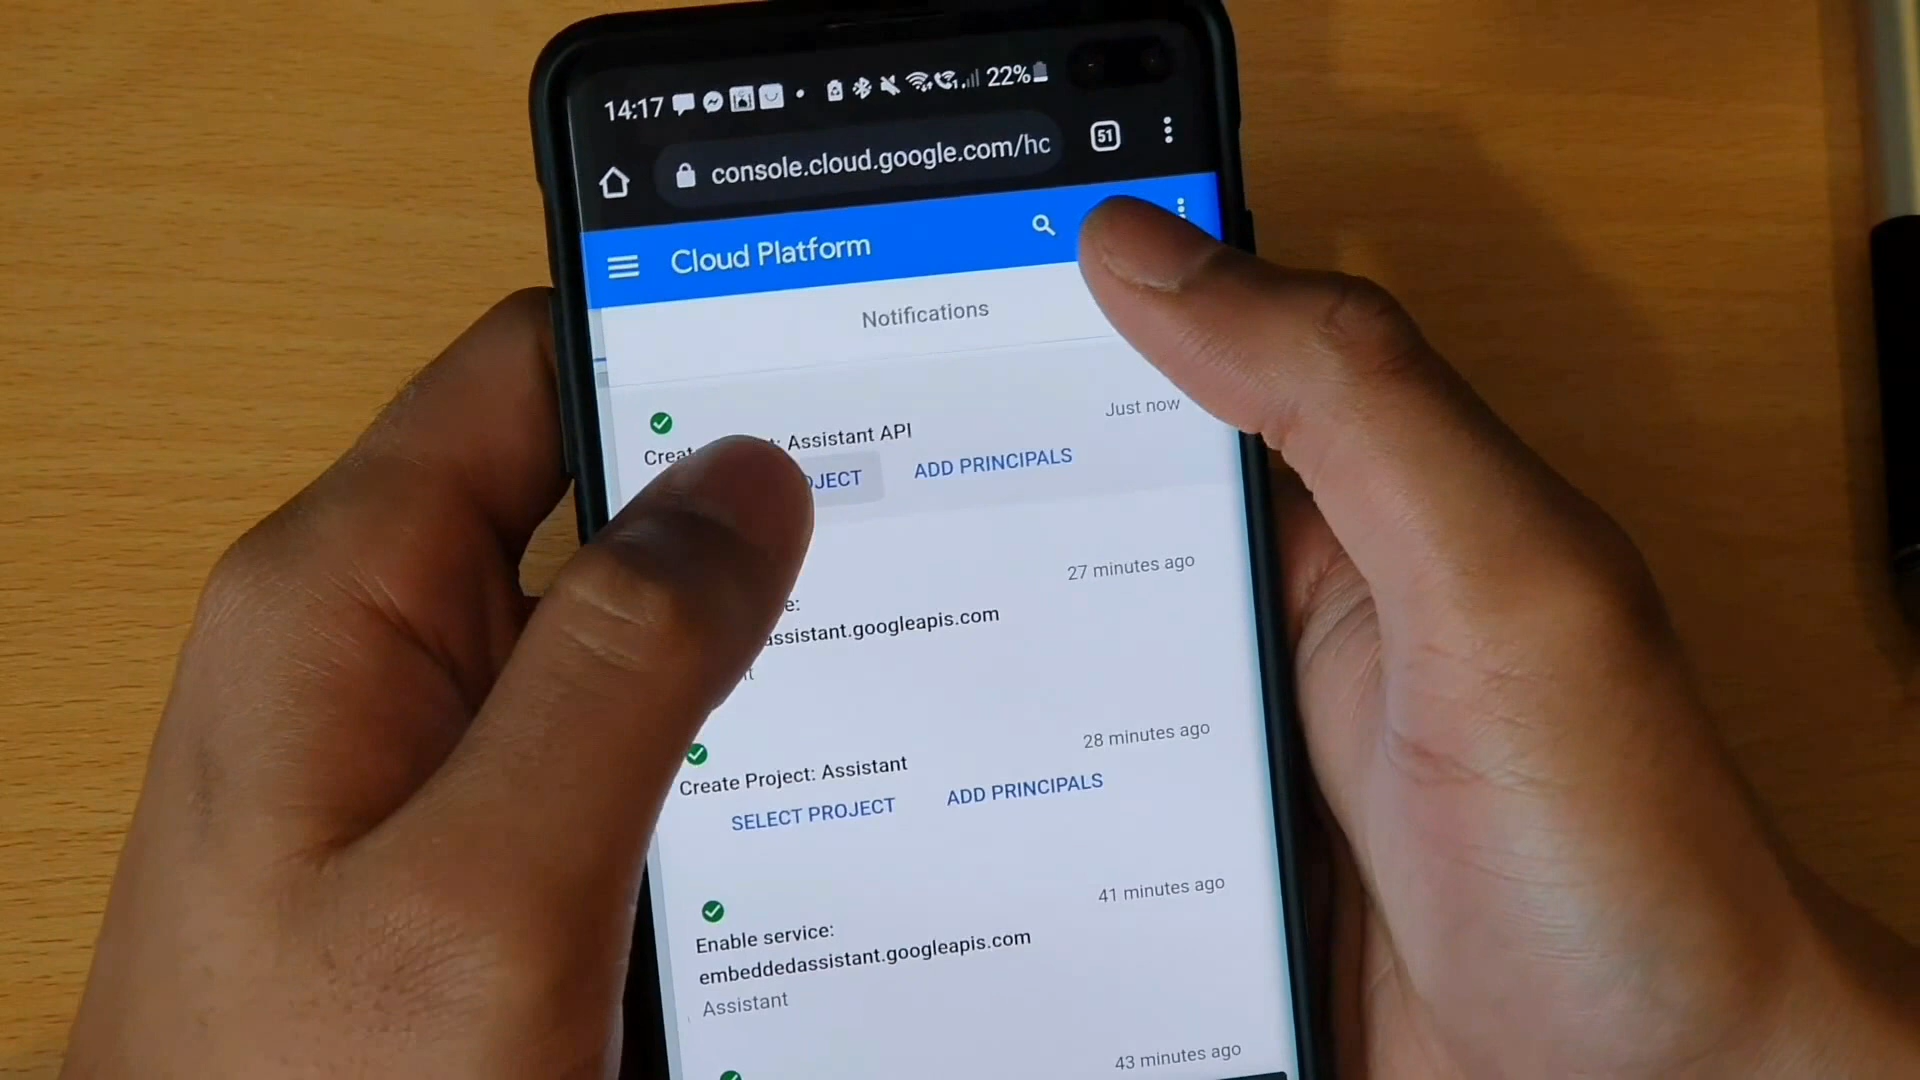 14:17 22%
console.cloud.google.com/hc 51
Cloud Platform
Notifications
Just now
Assistant API
ADD PRINCIPALS
27 minutes ago
assistant.googleapis.com
28 minutes ago
Create Project: Assistant
SELECT PROJECT ADD PRINCIPALS
41 minutes ago
Enable service:
embeddedassistant.googleapis.com
Assistant
43 minutes ago